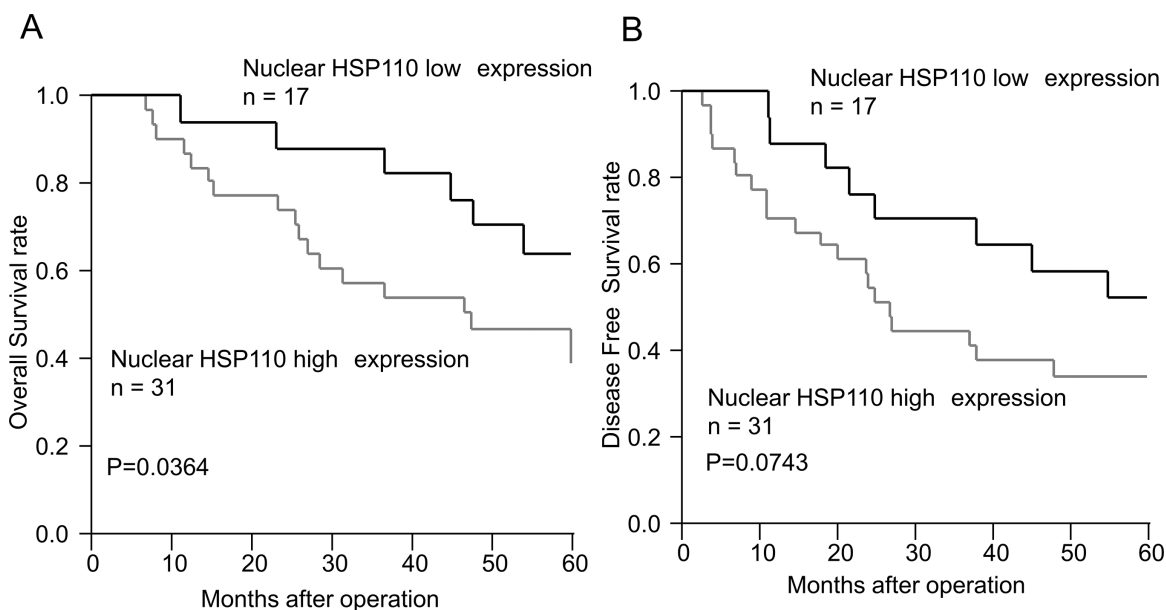 A
Nuclear HSP110 low expression
n = 17
1.0
0.8
0.6
0.4
0.2
0.0
Overall Survival rate
Nuclear HSP110 high expression
n = 31
P=0.0364
0 10 20 30 40 50 60
Months after operation
B
Nuclear HSP110 low expression
n = 17
1.0
0.8
0.6
0.4
0.2
0.0
Disease Free Survival rate
Nuclear HSP110 high expression
n = 31
P=0.0743
0 10 20 30 40 50 60
Months after operation